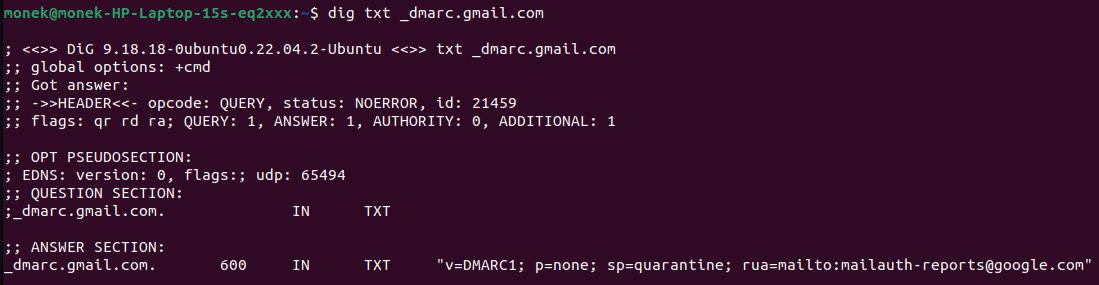 monek@monek-HP-Laptop-15s-eq2xxx:~$ dig txt _dmarc.gmail.com
; <<>> DiG 9.18.18-0ubuntu0.22.04.2-Ubuntu <<>> txt _dmarc.gmail.com
;; global options: +cmd
;; Got answer:
;; ->>HEADER<<- opcode: QUERY, status: NOERROR, id: 21459
;; flags: qr rd ra; QUERY: 1, ANSWER: 1, AUTHORITY: 0, ADDITIONAL: 1
;; OPT PSEUDOSECTION:
; EDNS: version: 0, flags:; udp: 65494
;; QUESTION SECTION:
;_dmarc.gmail.com. IN TXT
;; ANSWER SECTION:
_dmarc.gmail.com. 600 IN TXT "v=DMARC1; p=none; sp=quarantine; rua=mailto:mailauth-reports@google.com"